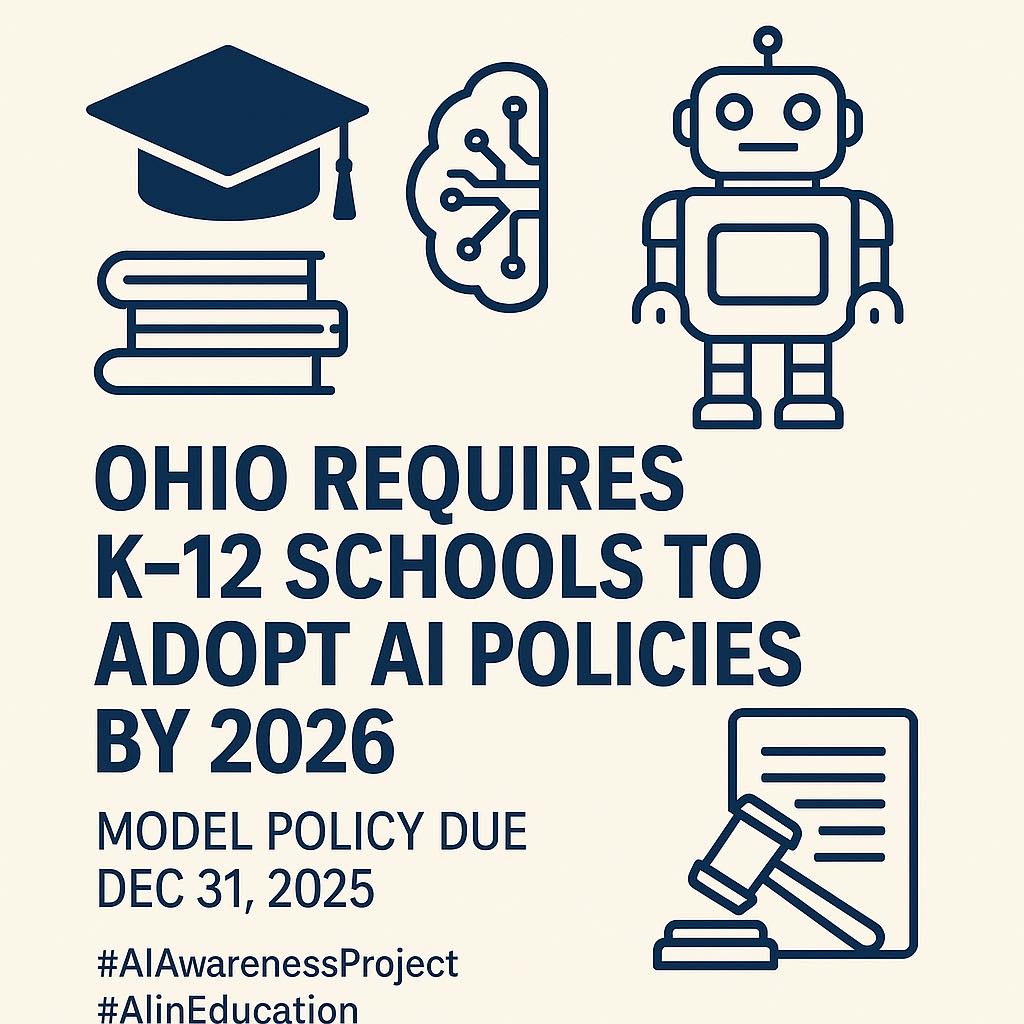 OHIO REQUIRES
K–12 SCHOOLS TO
ADOPT AI POLICIES
BY 2026
MODEL POLICY DUE
DEC 31, 2025
#AIAwarenessProject
#AIinEducation